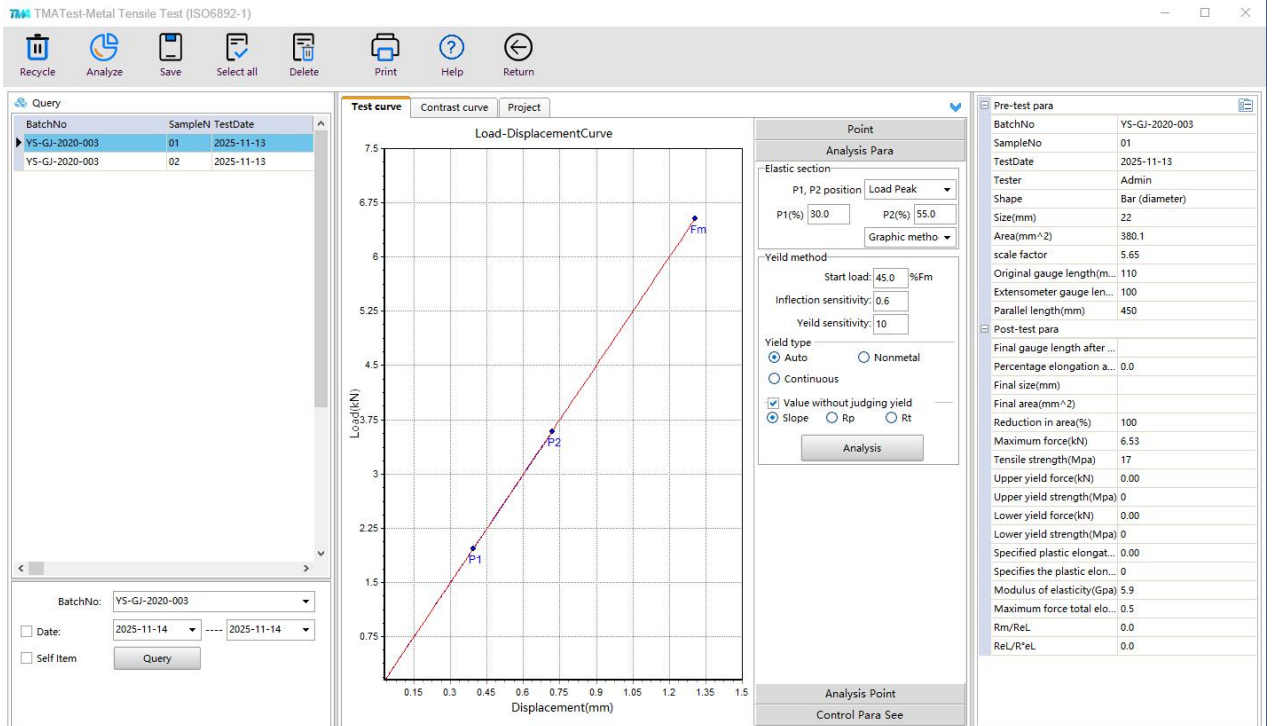 TMA TMATest-Metal Tensile Test (ISO6892-1)
Recycle Analyze Save Select all Delete Print Help Return
Query
BatchNo SampleN TestDate
YS-GJ-2020-003 01 2025-11-13
YS-GJ-2020-003 02 2025-11-13
BatchNo: YS-GJ-2020-003
Date: 2025-11-14 ---- 2025-11-14
Self Item Query
Test curve Contrast curve Project
Load-DisplacementCurve
7.5
6.75
6
5.25
4.5
3.75
3
2.25
1.5
0.75
Load(kN)
Fm
P2
P1
0.15 0.3 0.45 0.6 0.75 0.9 1.05 1.2 1.35 1.5
Displacement(mm)
Point
Analysis Para
Elastic section
P1, P2 position Load Peak
P1(%) 30.0 P2(%) 55.0
Graphic metho
Yeild method
Start load: 45.0 %Fm
Inflection sensitivity: 0.6
Yeild sensitivity: 10
Yield type
Auto Nonmetal
Continuous
Value without judging yield
Slope Rp Rt
Analysis
Analysis Point
Control Para See
Pre-test para
BatchNo YS-GJ-2020-003
SampleNo 01
TestDate 2025-11-13
Tester Admin
Shape Bar (diameter)
Size(mm) 22
Area(mm^2) 380.1
scale factor 5.65
Original gauge length(m... 110
Extensometer gauge len... 100
Parallel length(mm) 450
Post-test para
Final gauge length after ...
Percentage elongation a... 0.0
Final size(mm)
Final area(mm^2)
Reduction in area(%) 100
Maximum force(kN) 6.53
Tensile strength(Mpa) 17
Upper yield force(kN) 0.00
Upper yield strength(Mpa) 0
Lower yield force(kN) 0.00
Lower yield strength(Mpa) 0
Specified plastic elongat... 0.00
Specifies the plastic elon... 0
Modulus of elasticity(Gpa) 5.9
Maximum force total elo... 0.5
Rm/ReL 0.0
ReL/R°eL 0.0